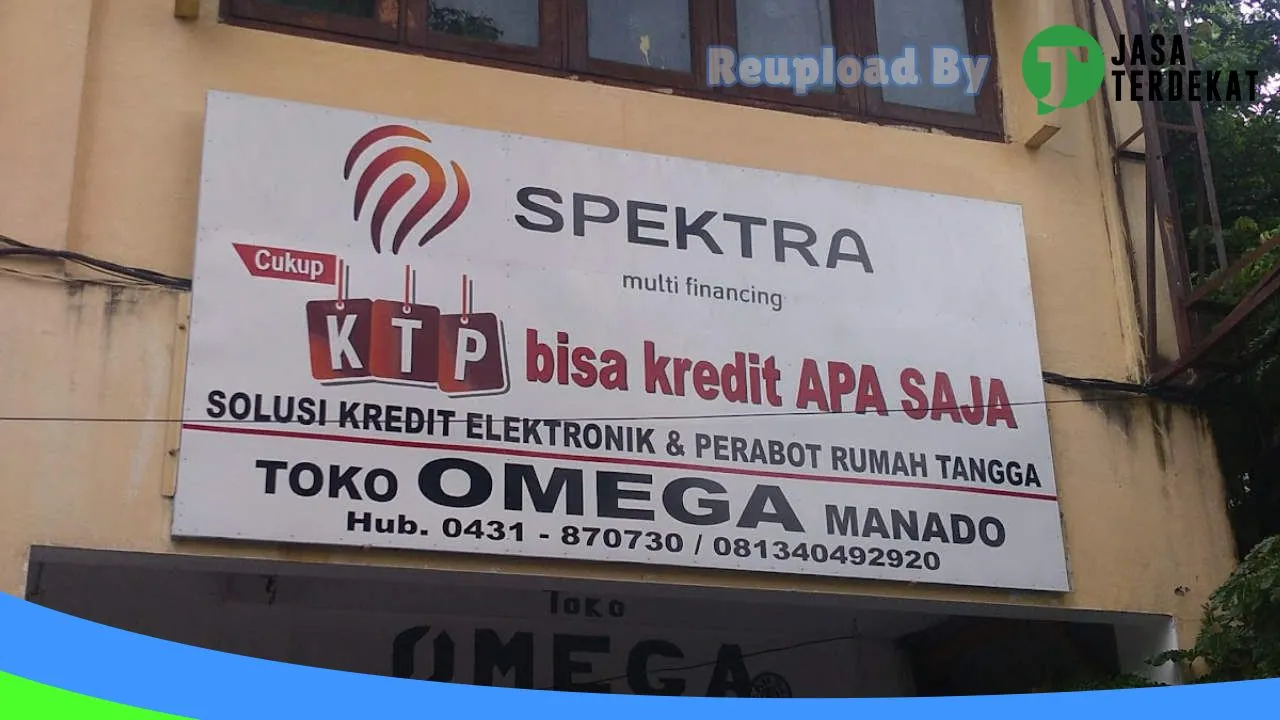 Reupload By
JASA
TERDEKAT
SPEKTRA
multi financing
Cukup
KTP bisa kredit APA SAJA
SOLUSI KREDIT ELEKTRONIK & PERABOT RUMAH TANGGA
TOKO OMEGA MANADO
Hub. 0431 - 870730 / 081340492920
TOKO
OMEGA